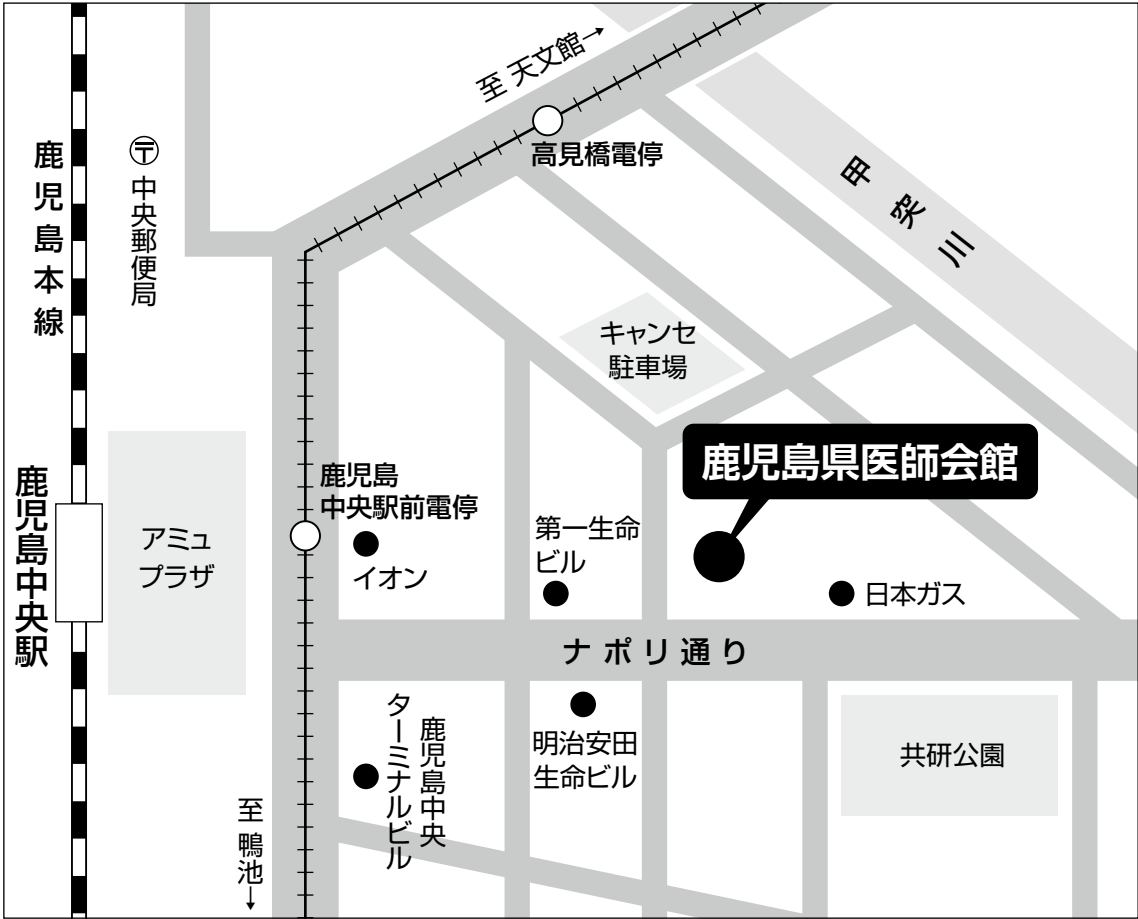 至 天文館→
高見橋電停
甲突川
鹿児島本線
〒
中央郵便局
キャンセ
駐車場
鹿児島県医師会館
鹿児島
中央駅前電停
鹿児島中央駅
アミュ
プラザ
イオン
第一生命
ビル
日本ガス
ナポリ通り
鹿児島中央
ターミナルビル
明治安田
生命ビル
共研公園
至 鴨池→